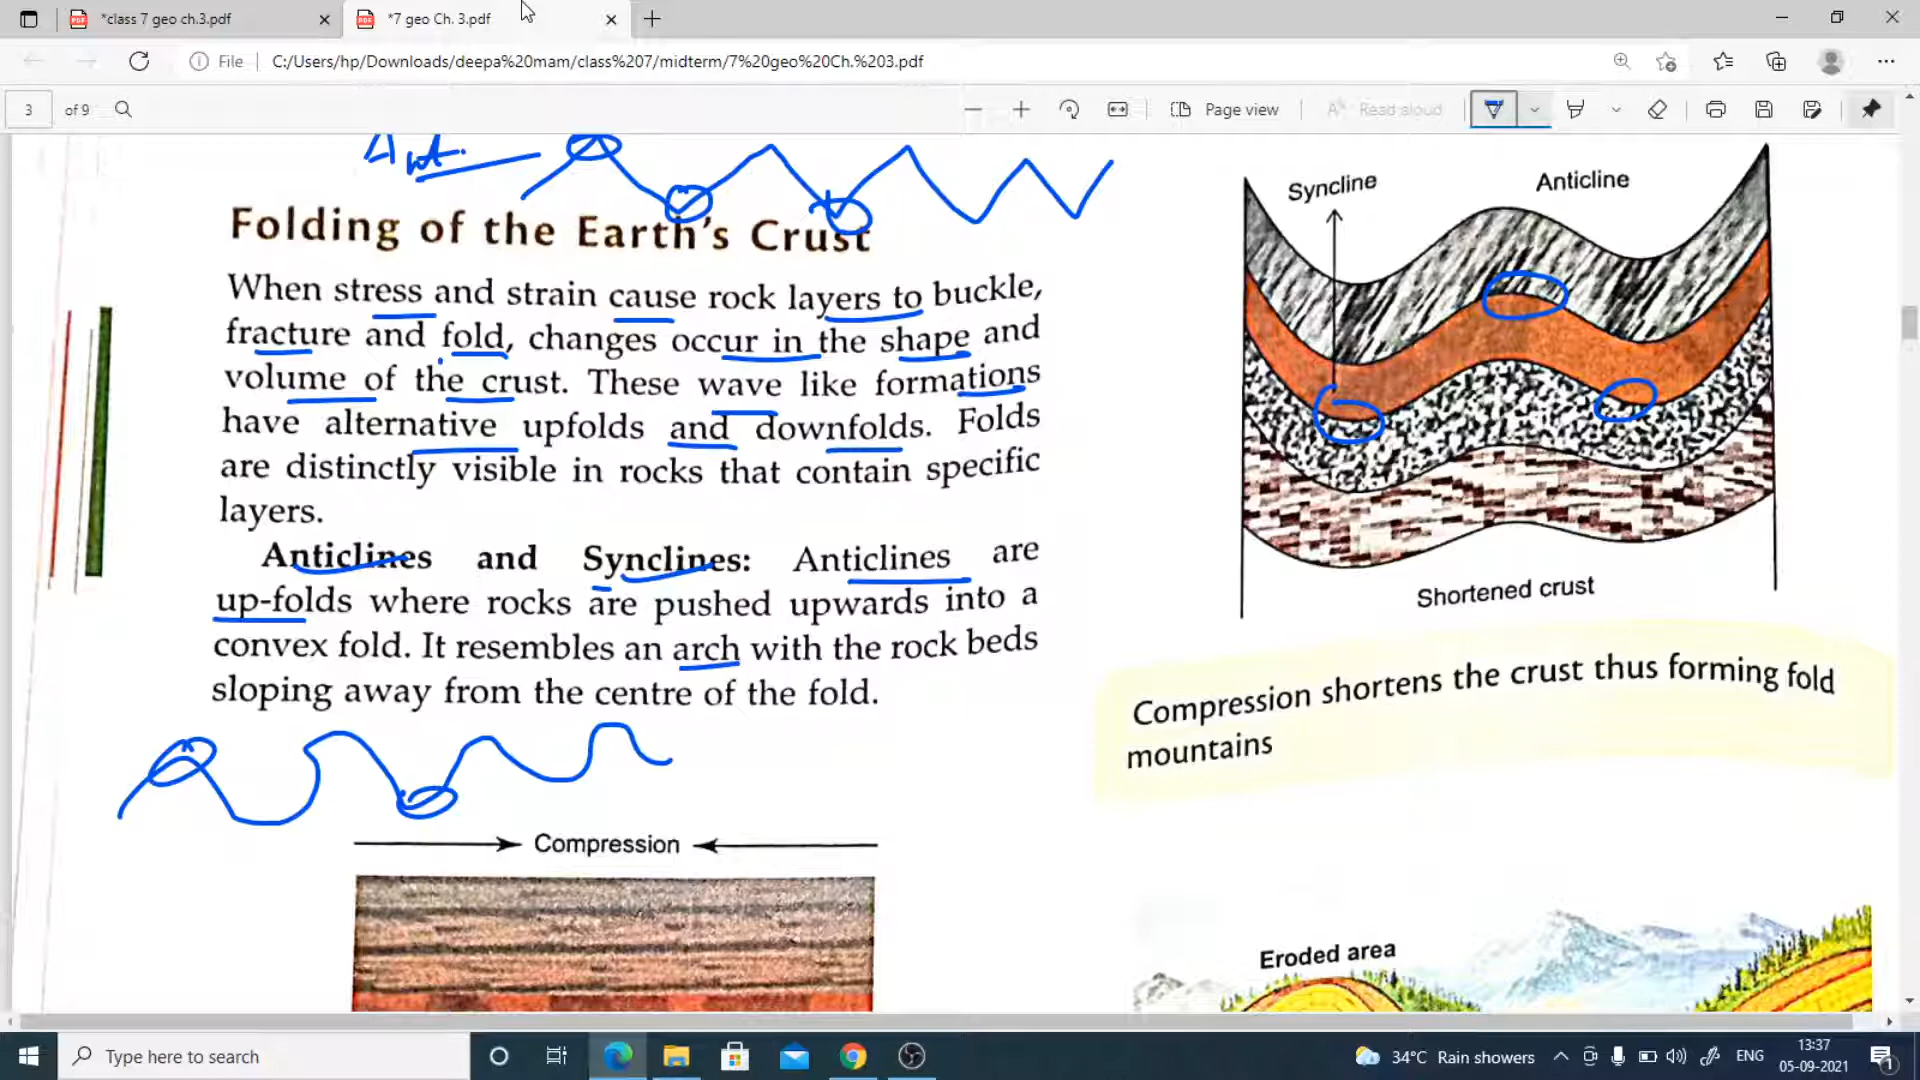 *class 7 geo ch.3.pdf
*7 geo Ch. 3.pdf
File
C:/Users/hp/Downloads/deepa%20mam/class%207/midterm/7%20geo%20Ch.%203.pdf
3 of 9
Page view
Read aloud
Folding of the Earth's Crust
When stress and strain cause rock layers to buckle,
fracture and fold, changes occur in the shape and
volume of the crust. These wave like formations
have alternative upfolds and downfolds. Folds
are distinctly visible in rocks that contain specific
layers.
Anticlines and Synclines: Anticlines are
up-folds where rocks are pushed upwards into a
convex fold. It resembles an arch with the rock beds
sloping away from the centre of the fold.
Compression
Syncline
Anticline
Shortened crust
Compression shortens the crust thus forming fold
mountains
Eroded area
Type here to search
34°C Rain showers
ENG
13:37
05-09-2021
1